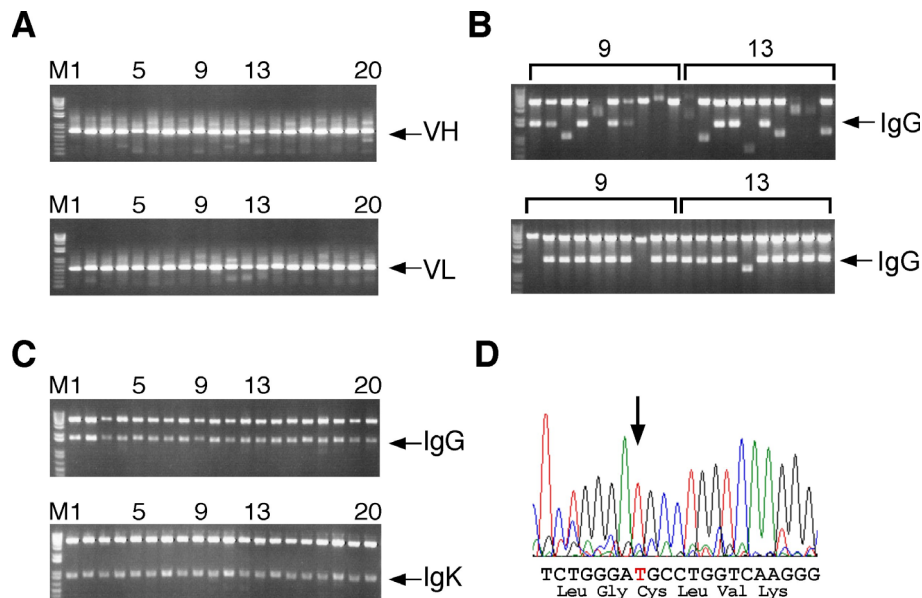 A
M1 5 9 13 20
VH
M1 5 9 13 20
VL
B
9 13
IgG
9 13
IgG
C
M1 5 9 13 20
IgG
M1 5 9 13 20
IgK
D
TCTGGGATGCCTGGTCAAGGG
Leu Gly Cys Leu Val Lys